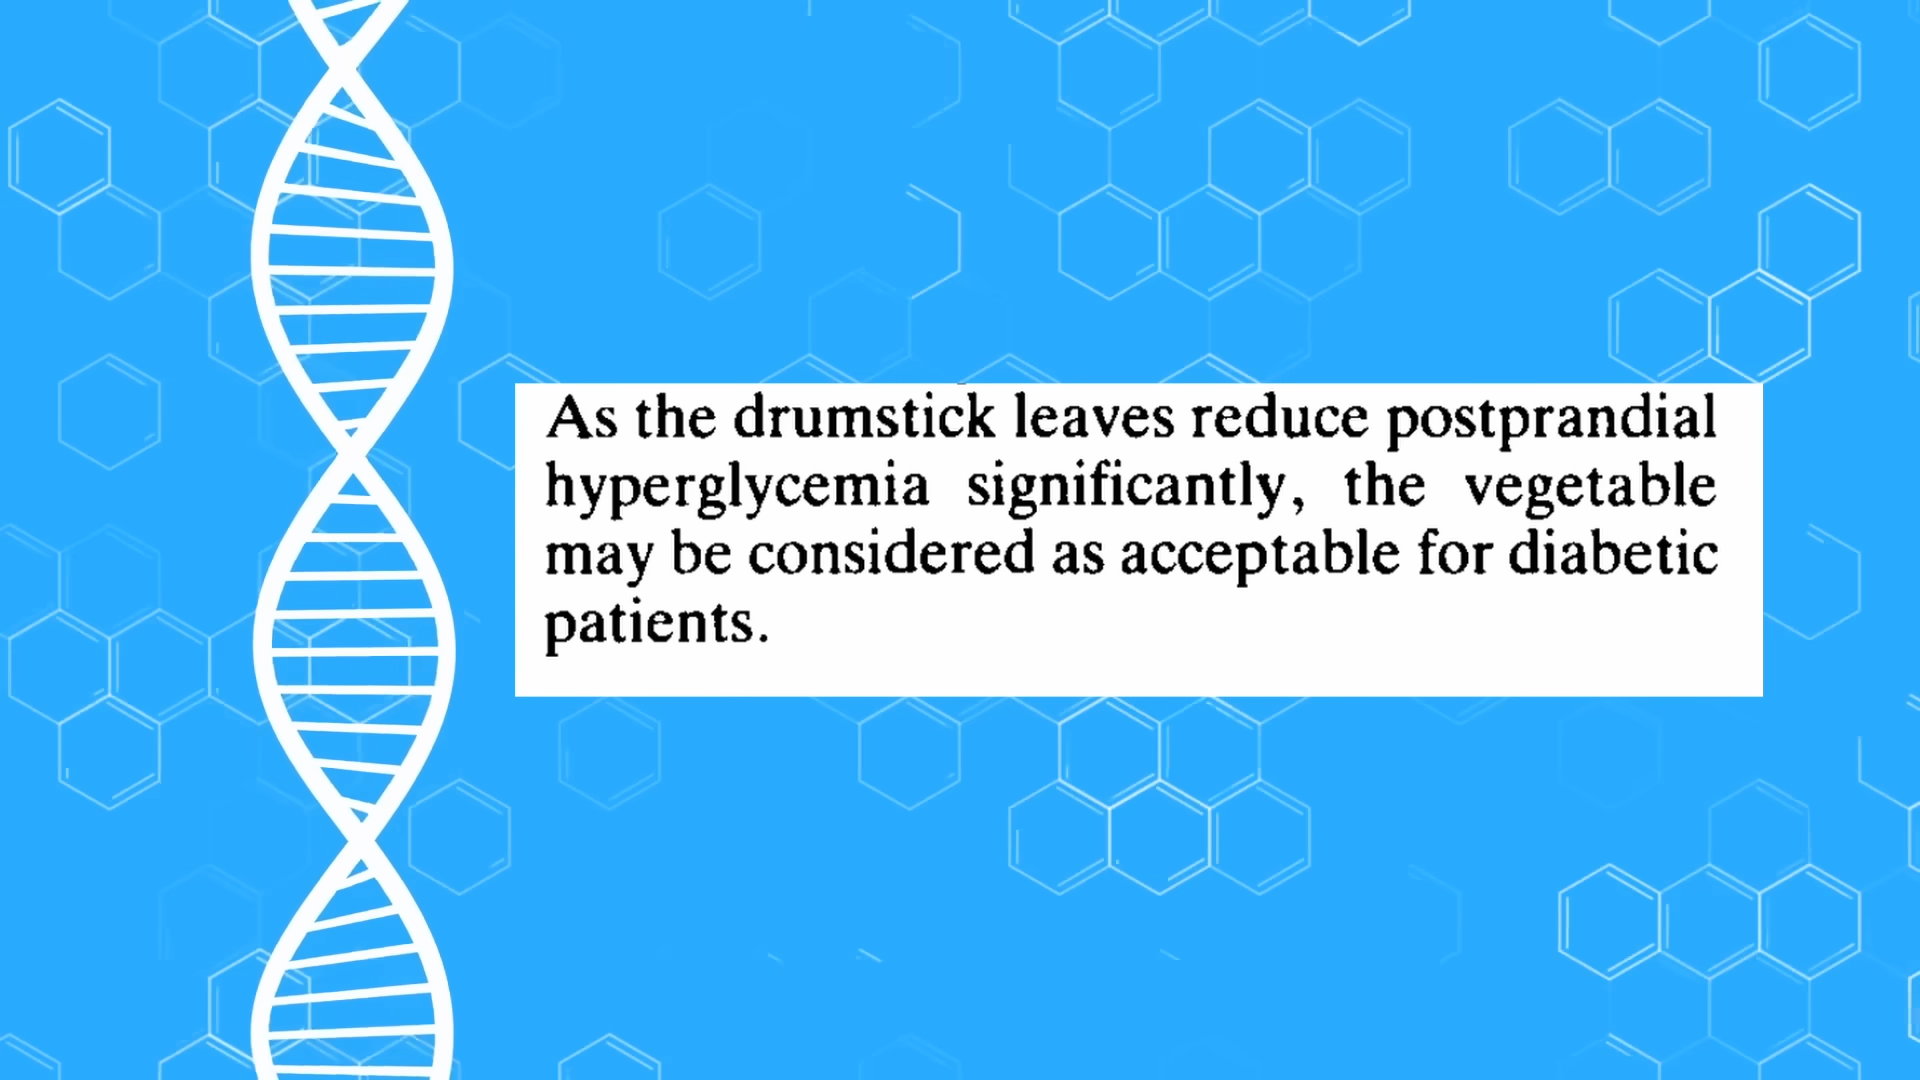 As the drumstick leaves reduce postprandial
hyperglycemia significantly, the vegetable
may be considered as acceptable for diabetic
patients.